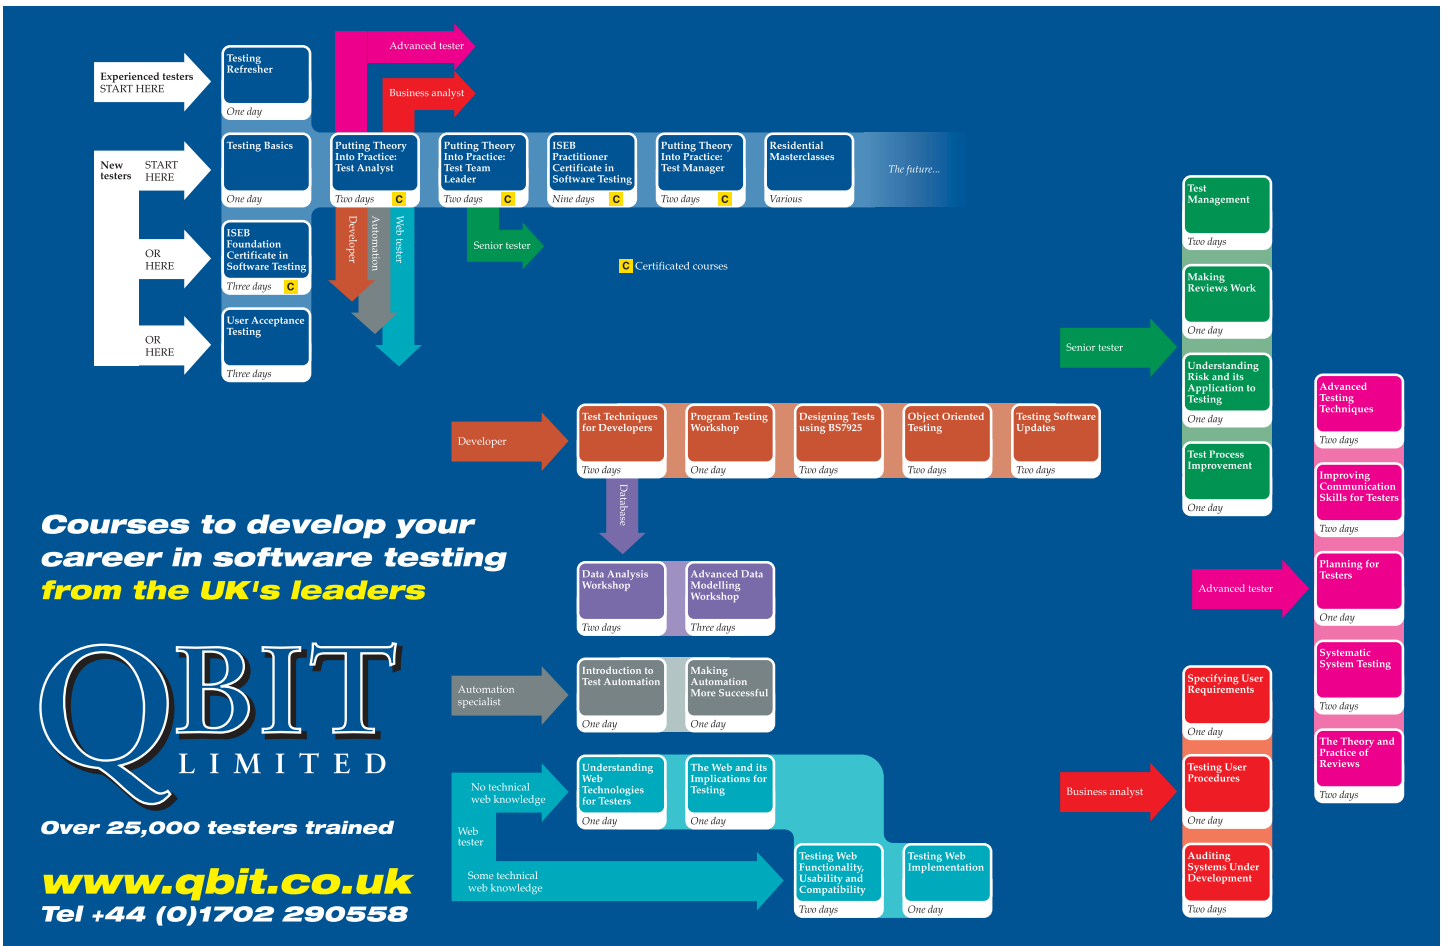 Advanced tester
Business analyst
Experienced testers
START HERE
Testing
Refresher
One day
New
testers
START
HERE
Testing Basics
One day
Putting Theory
Into Practice:
Test Analyst
Two days
C
Putting Theory
Into Practice:
Test Team
Leader
Two days
C
ISEB
Practitioner
Certificate in
Software Testing
Nine days
C
Putting Theory
Into Practice:
Test Manager
Two days
C
Residential
Masterclasses
Various
The future...
OR
HERE
ISEB
Foundation
Certificate in
Software Testing
Three days
C
Developer
Automation
Web tester
Senior tester
C Certificated courses
OR
HERE
User Acceptance
Testing
Three days
Senior tester
Test
Management
Two days
Making
Reviews Work
One day
Understanding
Risk and its
Application to
Testing
One day
Test Process
Improvement
One day
Developer
Test Techniques
for Developers
Two days
Program Testing
Workshop
One day
Designing Tests
using BS7925
Two days
Object Oriented
Testing
Two days
Testing Software
Updates
Two days
Database
Data Analysis
Workshop
Two days
Advanced Data
Modelling
Workshop
Three days
Advanced tester
Advanced
Testing
Techniques
Two days
Improving
Communication
Skills for Testers
Two days
Planning for
Testers
One day
Systematic
System Testing
Two days
The Theory and
Practice of
Reviews
Two days
Automation
specialist
Introduction to
Test Automation
One day
Making
Automation
More Successful
One day
Web
tester
No technical
web knowledge
Understanding
Web
Technologies
for Testers
One day
The Web and its
Implications for
Testing
One day
Some technical
web knowledge
Testing Web
Functionality,
Usability and
Compatibility
Two days
Testing Web
Implementation
One day
Business analyst
Specifying User
Requirements
One day
Testing User
Procedures
One day
Auditing
Systems Under
Development
Two days
Courses to develop your
career in software testing
from the UK's leaders
QBIT
LIMITED
Over 25,000 testers trained
www.qbit.co.uk
Tel +44 (0)1702 290558